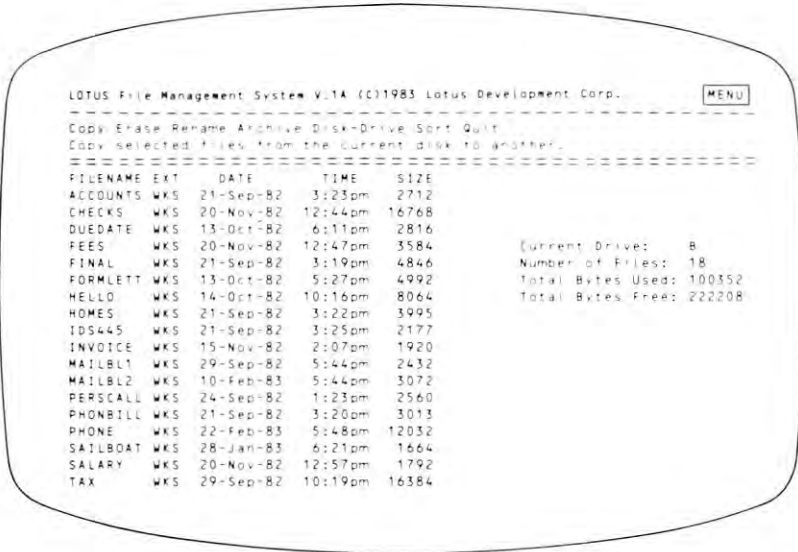 LOTUS File Management System V.1A (C)1983 Lotus Development Corp. MENU
Copy Erase Rename Archive Disk-Drive Sort Quit
Copy selected files from the current disk to another.
FILENAME EXT DATE TIME SIZE
ACCOUNTS WKS 21-Sep-82 3:23pm 2712
CHECKS WKS 20-Nov-82 12:44pm 16768
DUEDATE WKS 13-Oct-82 6:11pm 2816
FEES WKS 20-Nov-82 12:47pm 3584 Current Drive: B
FINAL WKS 21-Sep-82 3:19pm 4846 Number of Files: 18
FORMLETT WKS 13-Oct-82 5:27pm 4992 Total Bytes Used: 100352
HELLO WKS 14-Oct-82 10:16pm 8064 Total Bytes Free: 222208
HOMES WKS 21-Sep-82 3:22pm 3995
IDS445 WKS 21-Sep-82 3:25pm 2177
INVOICE WKS 15-Nov-82 2:07pm 1920
MAILBL1 WKS 29-Sep-82 5:44pm 2432
MAILBL2 WKS 10-Feb-83 5:44pm 3072
PERSCALL WKS 24-Sep-82 1:23pm 2560
PHONBILL WKS 21-Sep-82 3:20pm 3013
PHONE WKS 22-Feb-83 5:48pm 12032
SAILBOAT WKS 28-Jan-83 6:21pm 1664
SALARY WKS 20-Nov-82 12:57pm 1792
TAX WKS 29-Sep-82 10:19pm 16384